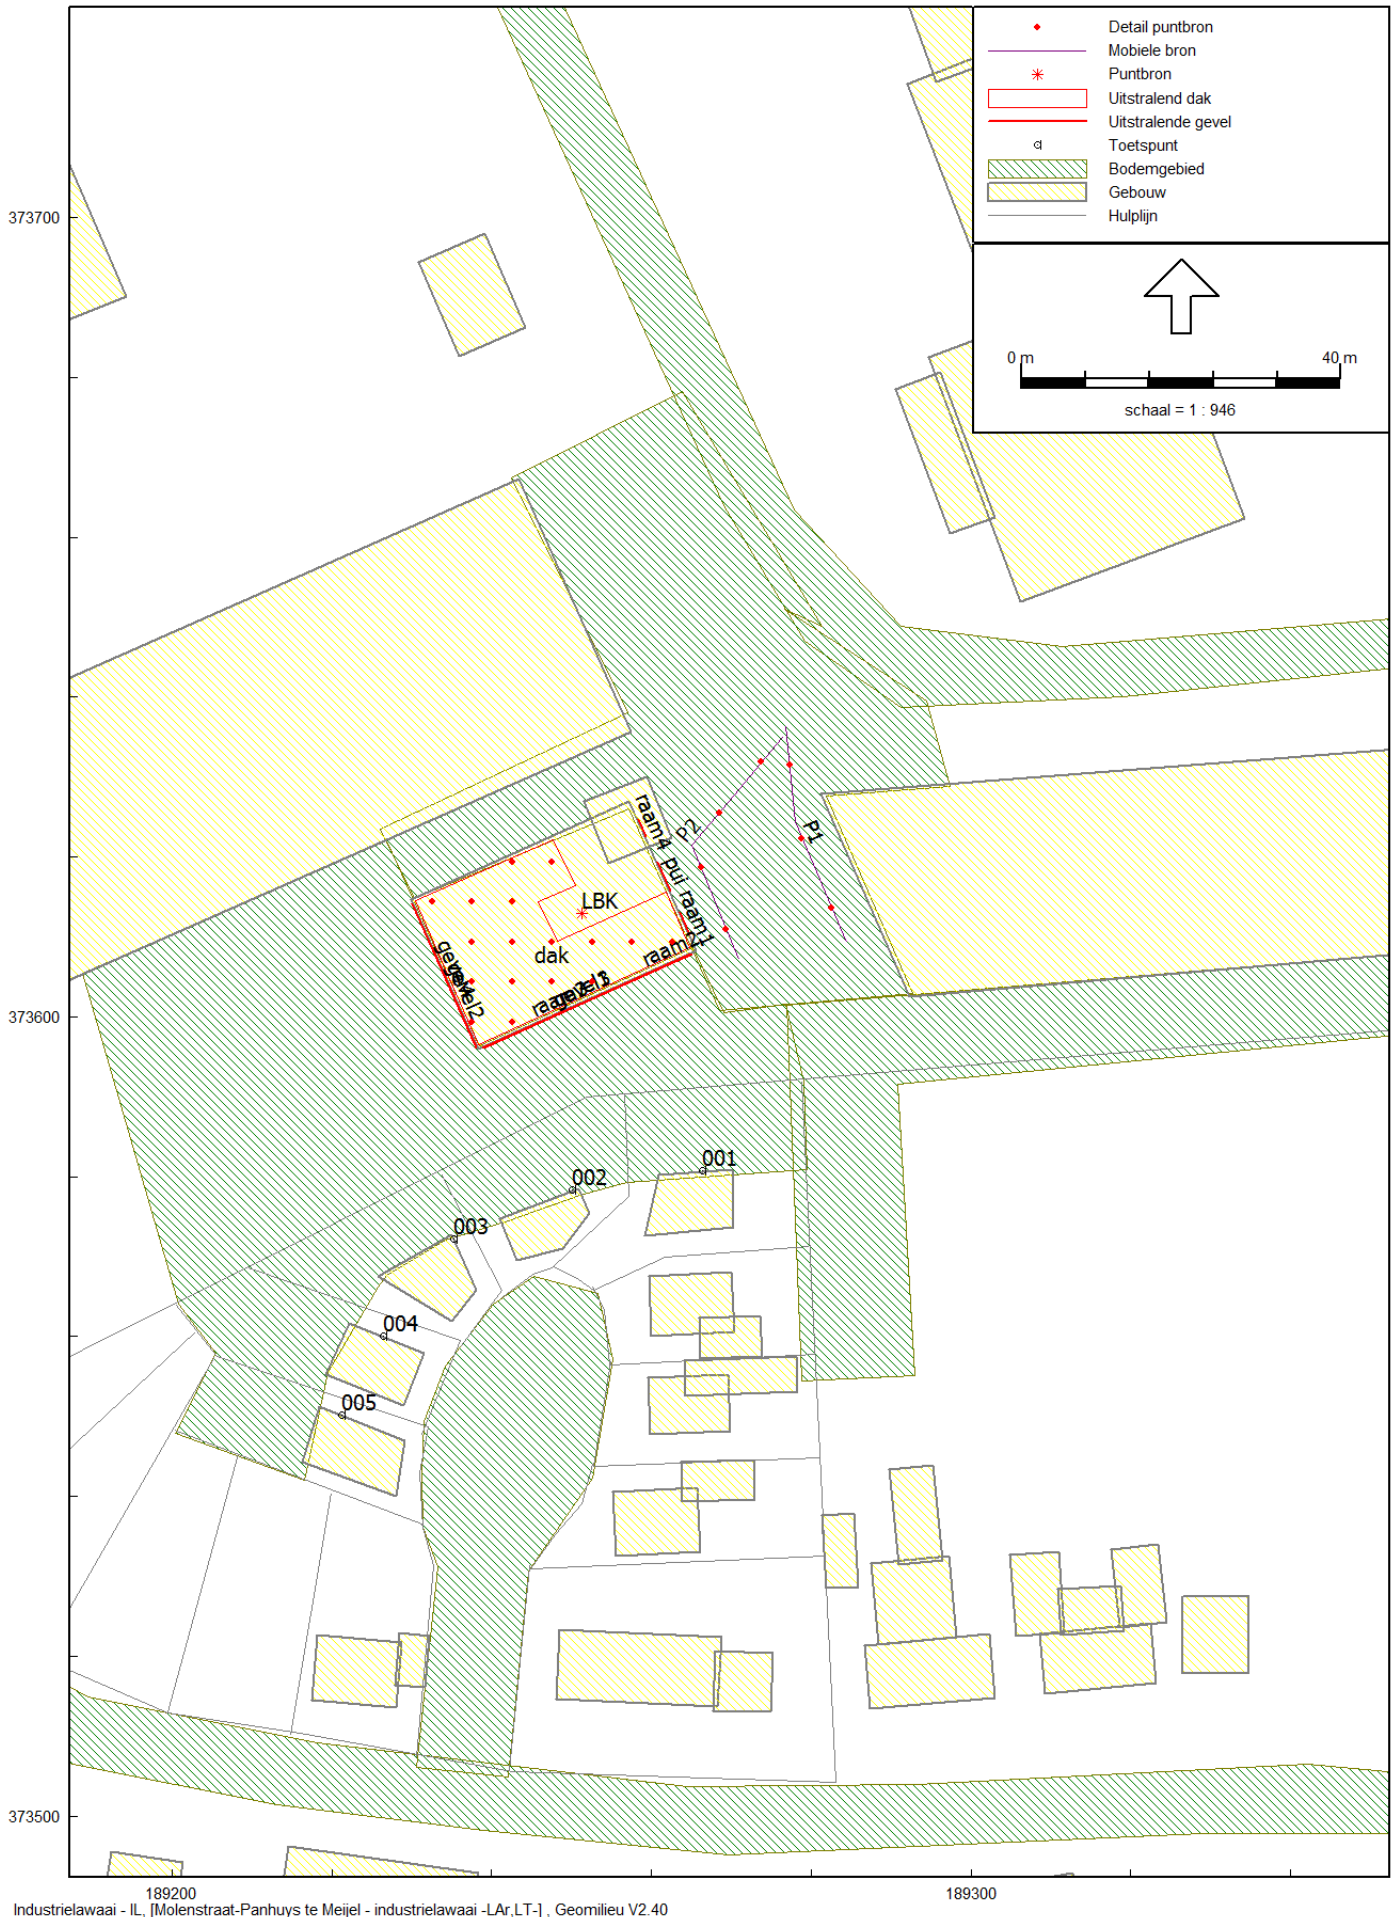 Detail puntbron
Mobiele bron
Puntbron
Uitstralend dak
Uitstralende gevel
Toetspunt
Bodemgebied
Gebouw
Hulplijn
0 m 40 m
schaal = 1 : 946
373700
raam4
P2
P1
pui
raam1
LBK
raam2
dak
gevel2
373600
001
002
003
004
005
373500
189200 189300
Industrielawaai - IL, [Molenstraat-Panhuys te Meijel - industrielawaai -LAr,LT-] , Geomilieu V2.40